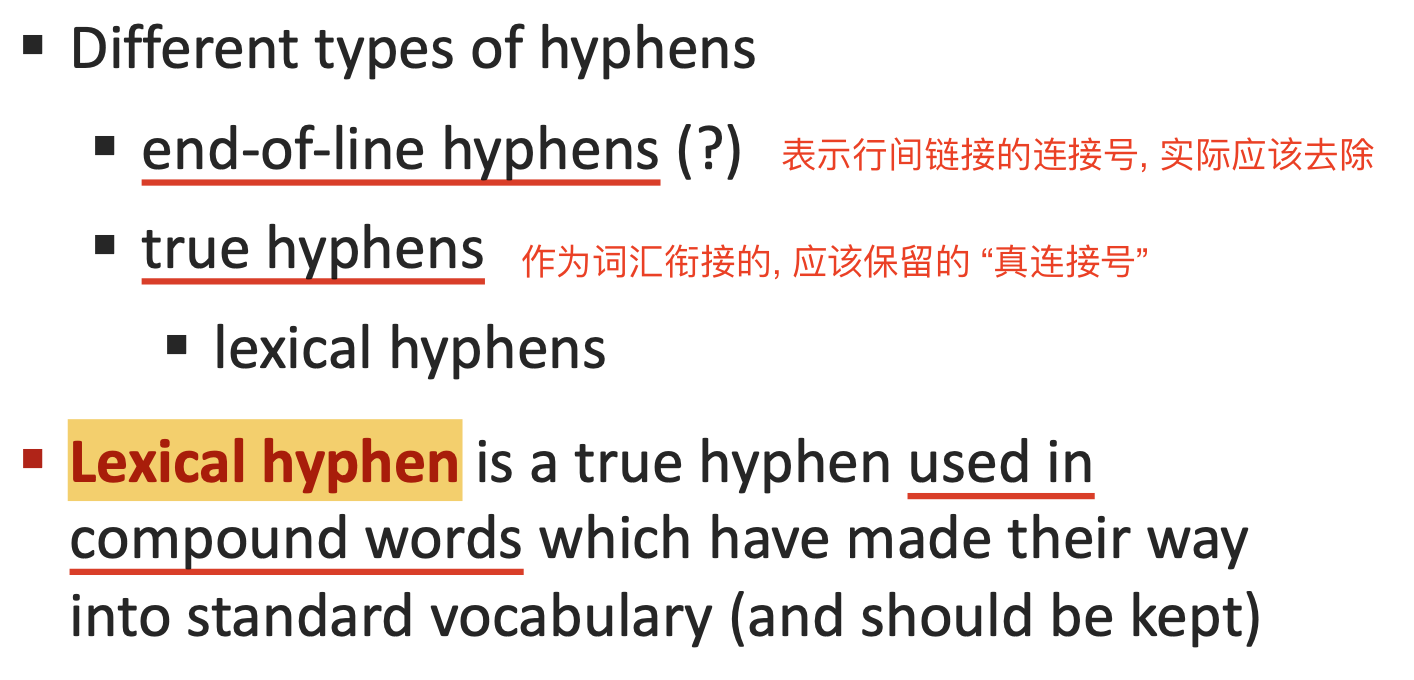 ▪ Different types of hyphens
▪ end-of-line hyphens (?) 表示行间链接的连接号, 实际应该去除
▪ true hyphens 作为词汇衔接的, 应该保留的 “真连接号”
▪ lexical hyphens
▪ Lexical hyphen is a true hyphen used in
compound words which have made their way
into standard vocabulary (and should be kept)